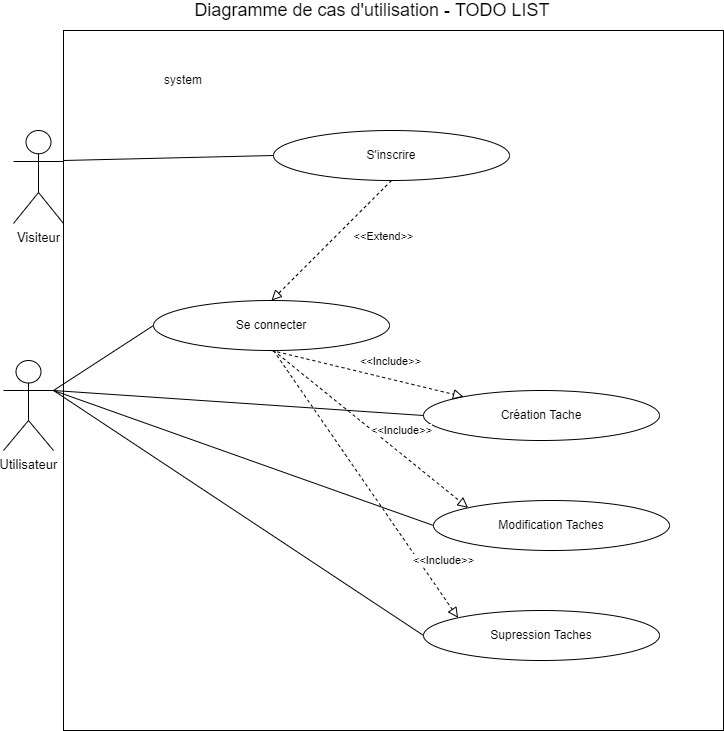 Diagramme de cas d'utilisation - TODO LIST
system
S'inscrire
Visiteur
<<Extend>>
Se connecter
<<Include>>
Création Tache
<<Include>>
Utilisateur
Modification Taches
<<Include>>
Supression Taches